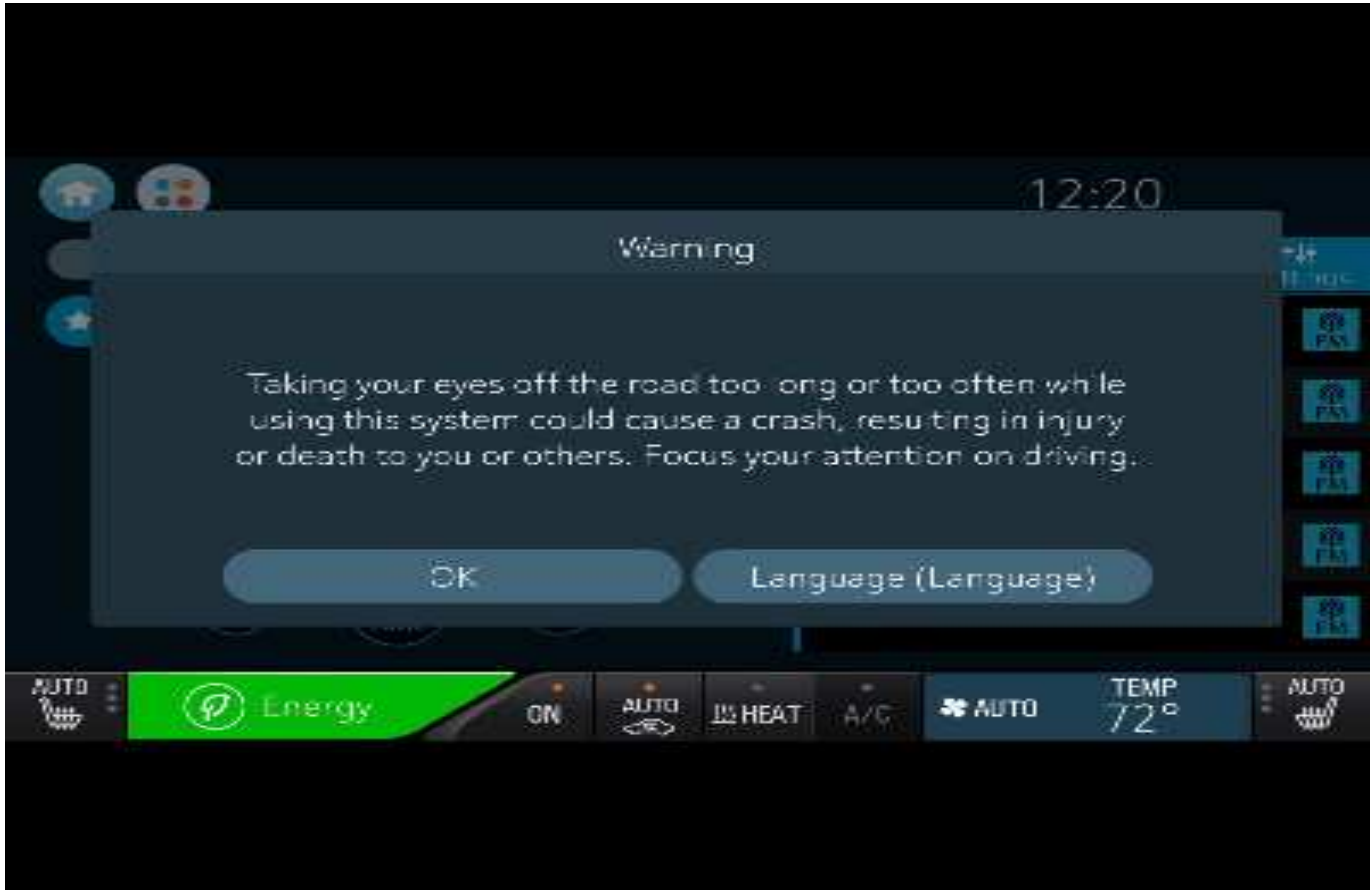 12:20
Warning
Taking your eyes off the road too long or too often while
using this system could cause a crash, resulting in injury
or death to you or others. Focus your attention on driving.
OK
Language (Language)
AUTO
Energy
ON
AUTO
HEAT
A/C
AUTO
TEMP
72°
AUTO